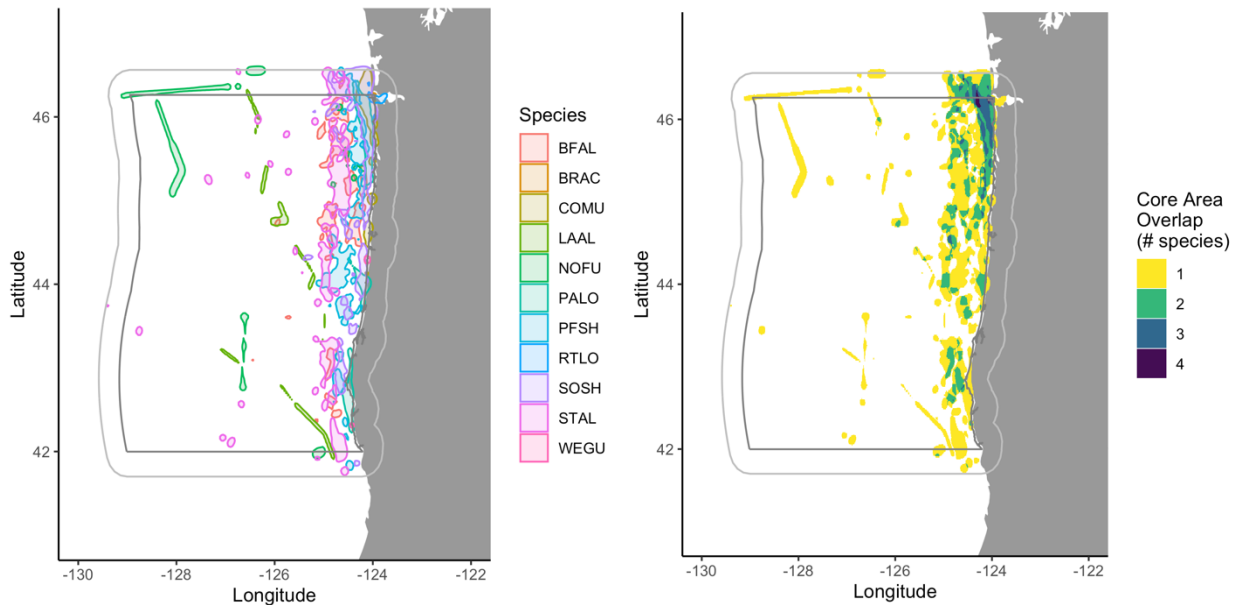 46
44
42
Latitude
-130
-128
-126
-124
-122
Longitude
Species
BFAL
BRAC
COMU
LAAL
NOFU
PALO
PFSH
RTLO
SOSH
STAL
WEGU
46
44
42
Latitude
-130
-128
-126
-124
-122
Longitude
Core Area
Overlap
(# species)
1
2
3
4